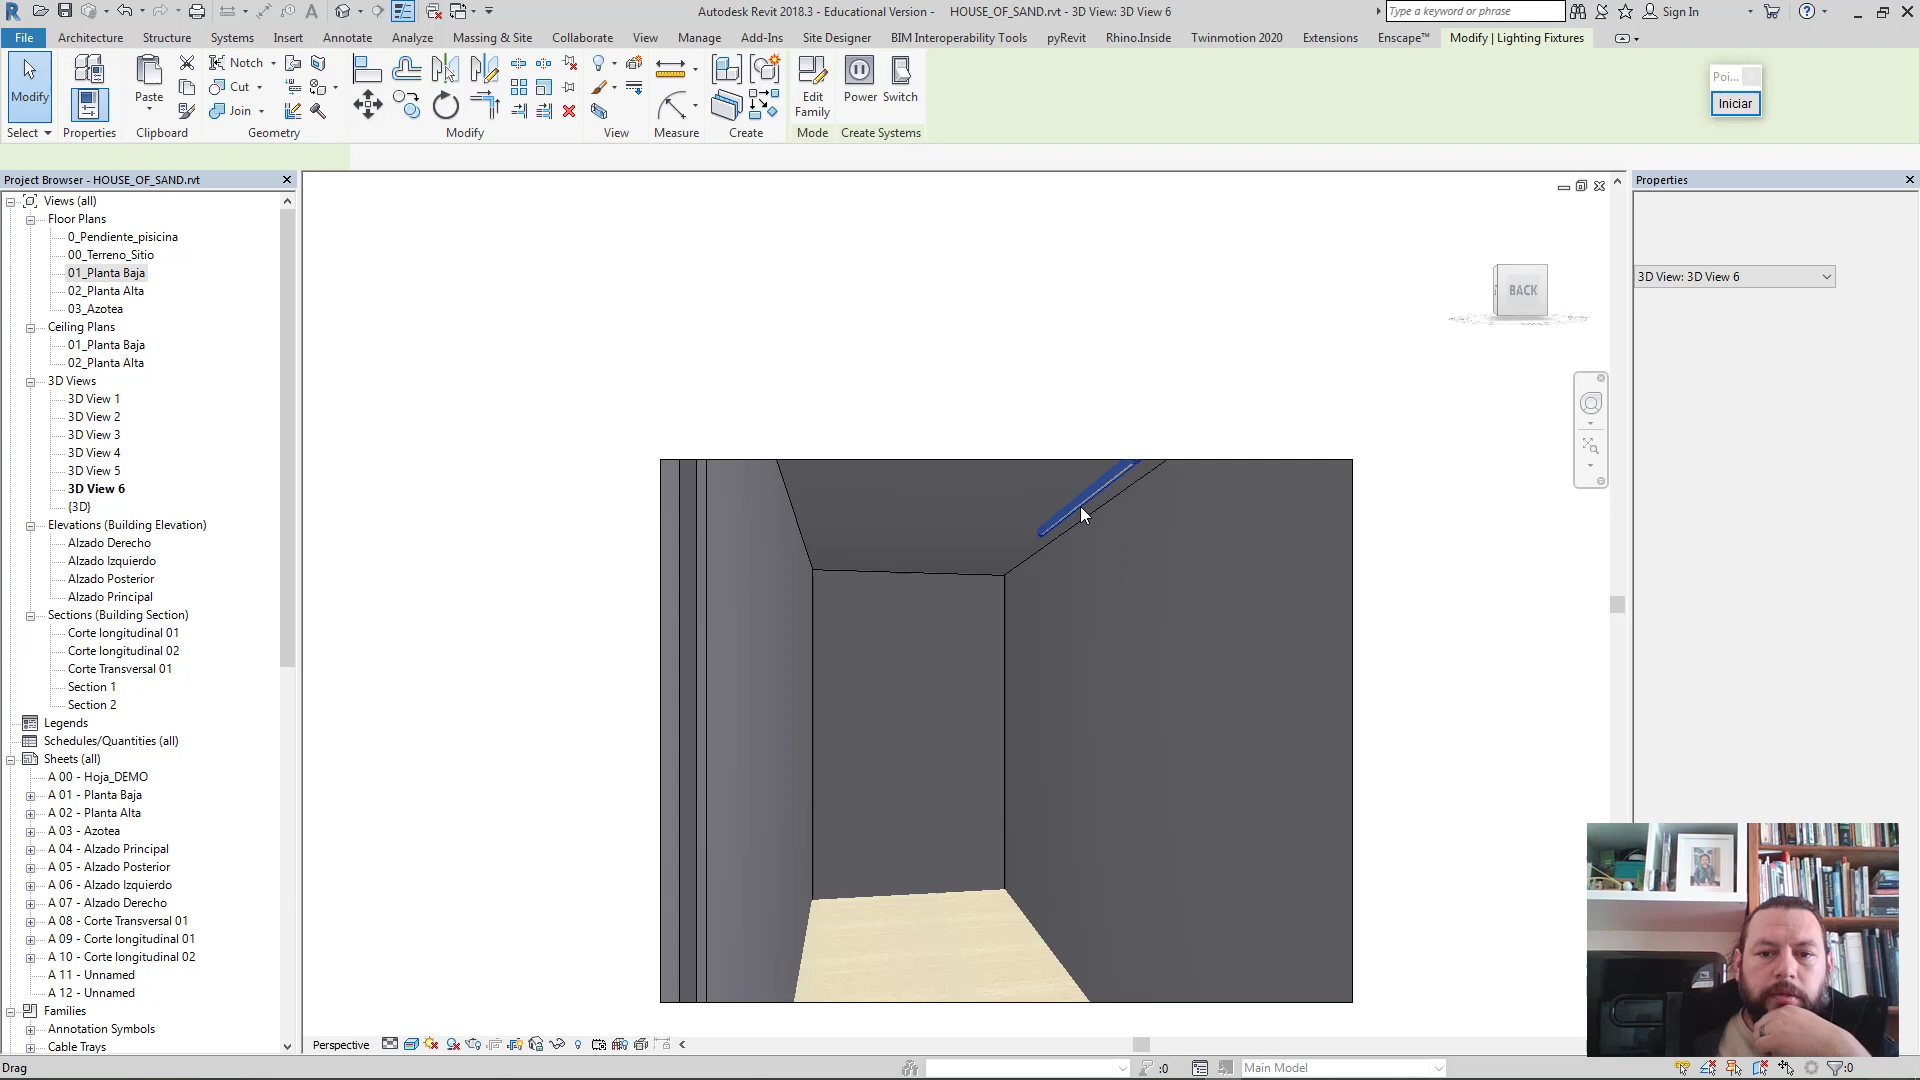 Autodesk Revit 2018.3 - Educational Version - HOUSE_OF_SAND.rvt - 3D View: 3D View 6
Type a keyword or phrase
Sign In
File Architecture Structure Systems Insert Annotate Analyze Massing & Site Collaborate View Manage Add-Ins Site Designer BIM Interoperability Tools pyRevit Rhino.Inside Twinmotion 2020 Extensions Enscape™ Modify | Lighting Fixtures
Modify
Paste
Notch
Cut
Join
Edit Family
Power
Switch
Poi...
Iniciar
Select Properties Clipboard Geometry Modify View Measure Create Mode Create Systems
Project Browser - HOUSE_OF_SAND.rvt
Views (all)
Floor Plans
0_Pendiente_pisicina
00_Terreno_Sitio
01_Planta Baja
02_Planta Alta
03_Azotea
Ceiling Plans
01_Planta Baja
02_Planta Alta
3D Views
3D View 1
3D View 2
3D View 3
3D View 4
3D View 5
3D View 6
{3D}
Elevations (Building Elevation)
Alzado Derecho
Alzado Izquierdo
Alzado Posterior
Alzado Principal
Sections (Building Section)
Corte longitudinal 01
Corte longitudinal 02
Corte Transversal 01
Section 1
Section 2
Legends
Schedules/Quantities (all)
Sheets (all)
A 00 - Hoja_DEMO
A 01 - Planta Baja
A 02 - Planta Alta
A 03 - Azotea
A 04 - Alzado Principal
A 05 - Alzado Posterior
A 06 - Alzado Izquierdo
A 07 - Alzado Derecho
A 08 - Corte Transversal 01
A 09 - Corte longitudinal 01
A 10 - Corte longitudinal 02
A 11 - Unnamed
A 12 - Unnamed
Families
Annotation Symbols
Cable Trays
BACK
Properties
3D View: 3D View 6
Perspective
Drag
:0
Main Model
:0